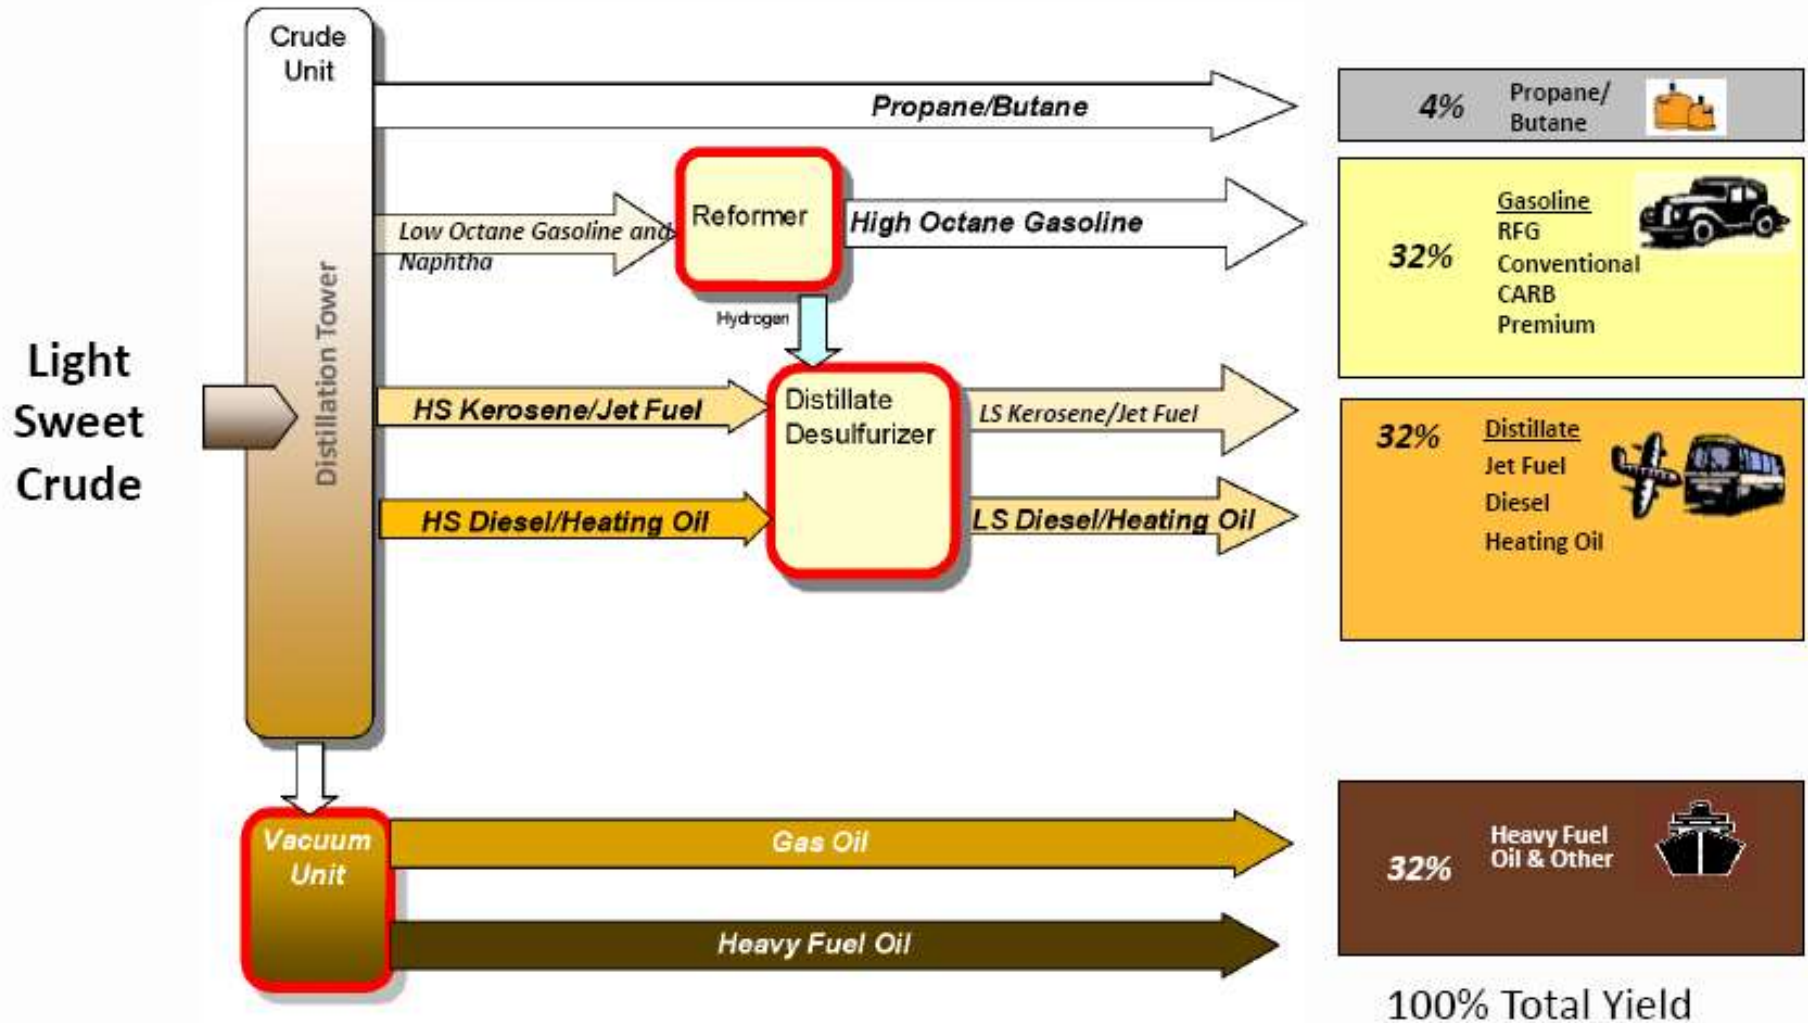 Crude
Unit
Distillation Tower
Light
Sweet
Crude
Propane/Butane
Low Octane Gasoline and
Naphtha
Reformer
High Octane Gasoline
Hydrogen
HS Kerosene/Jet Fuel
Distillate
Desulfurizer
LS Kerosene/Jet Fuel
HS Diesel/Heating Oil
LS Diesel/Heating Oil
Vacuum
Unit
Gas Oil
Heavy Fuel Oil
4%
Propane/
Butane
32%
Gasoline
RFG
Conventional
CARB
Premium
32%
Distillate
Jet Fuel
Diesel
Heating Oil
32%
Heavy Fuel
Oil & Other
100% Total Yield